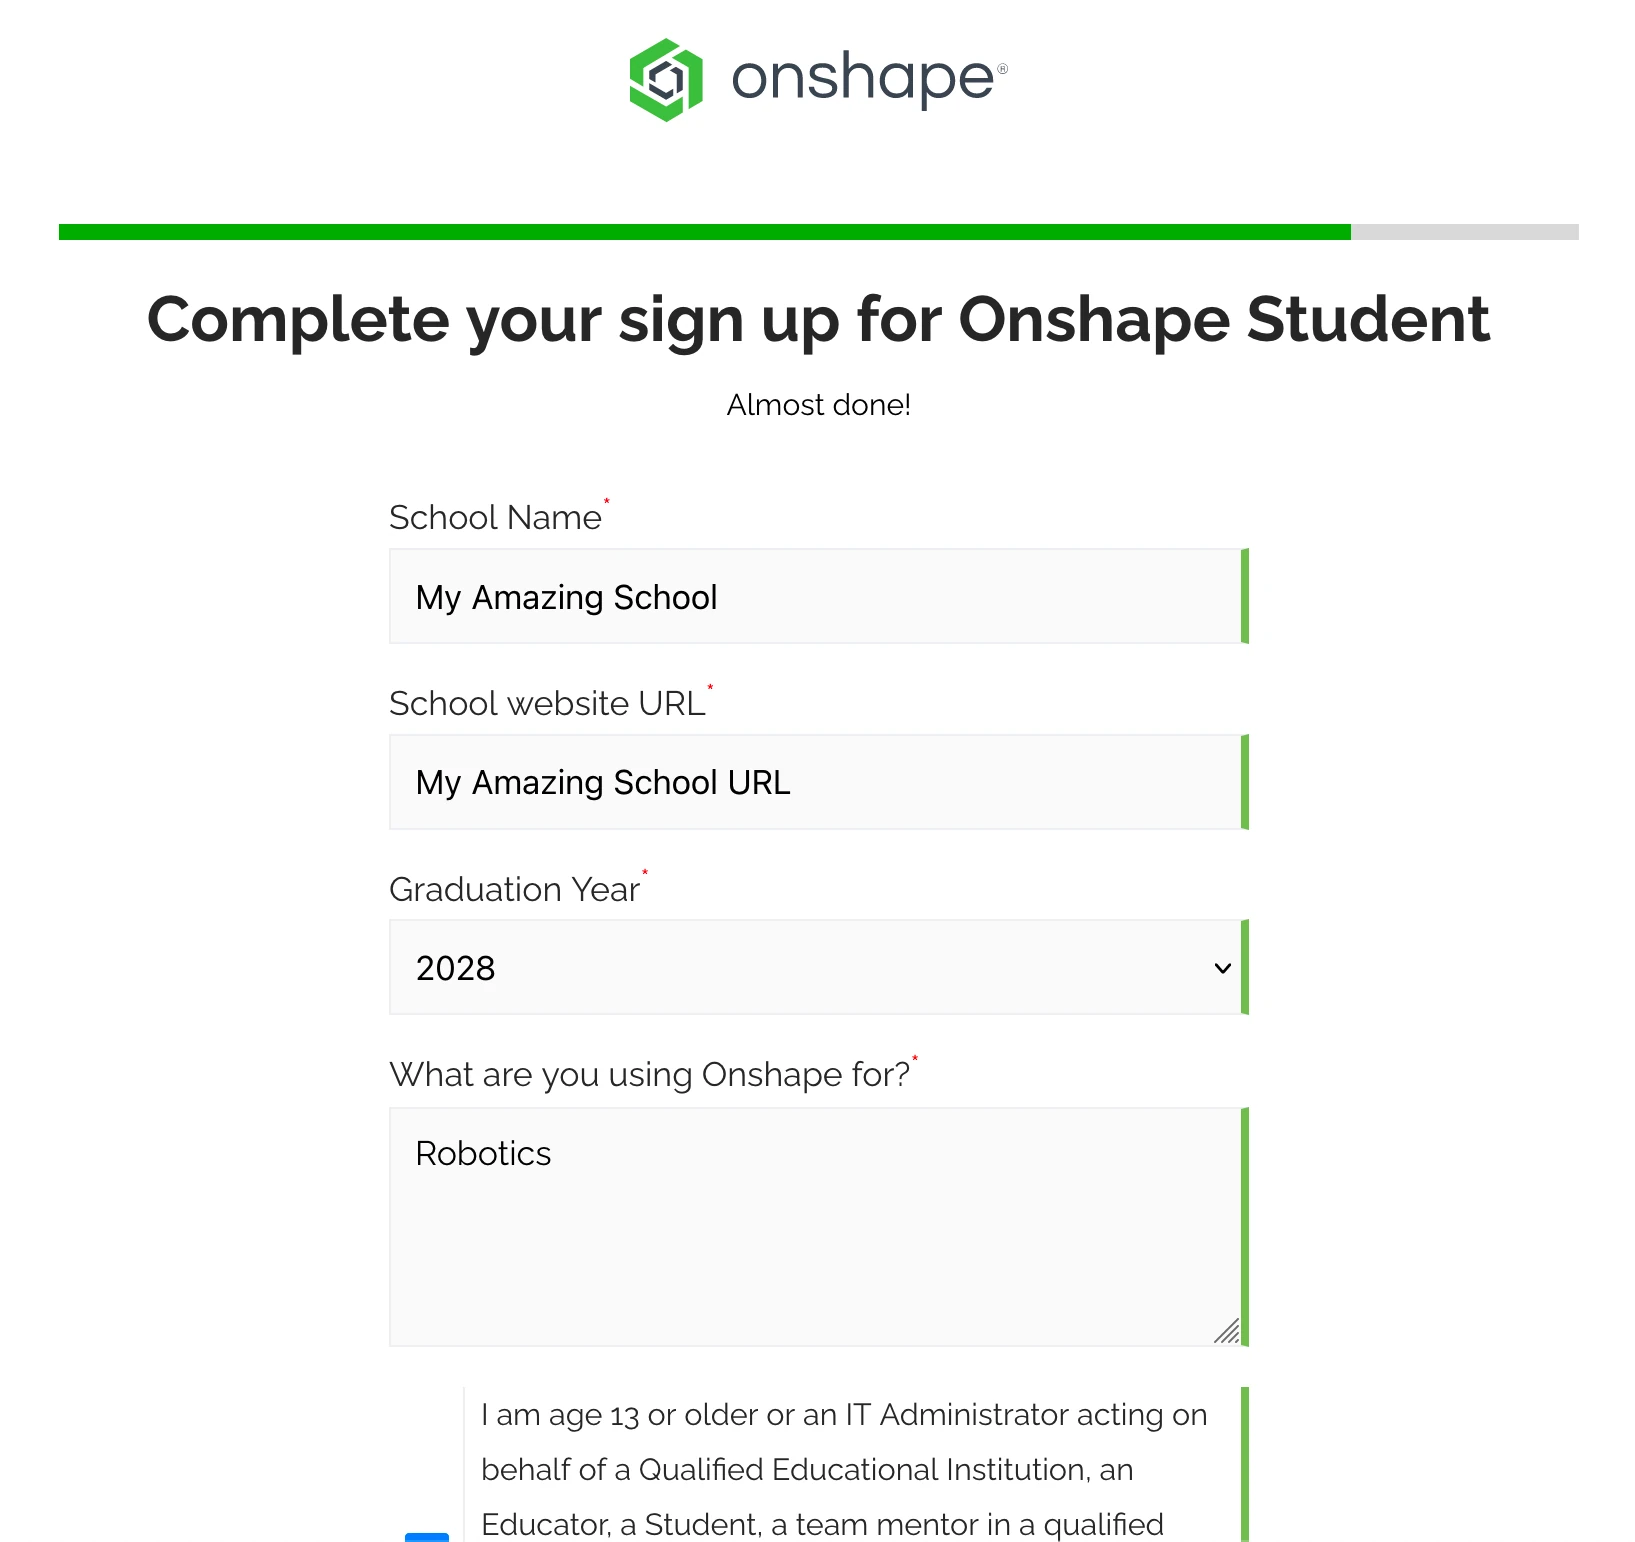 onshape®
Complete your sign up for Onshape Student
Almost done!
School Name*
My Amazing School
School website URL*
My Amazing School URL
Graduation Year*
2028
What are you using Onshape for?*
Robotics
I am age 13 or older or an IT Administrator acting on
behalf of a Qualified Educational Institution, an
Educator, a Student, a team mentor in a qualified